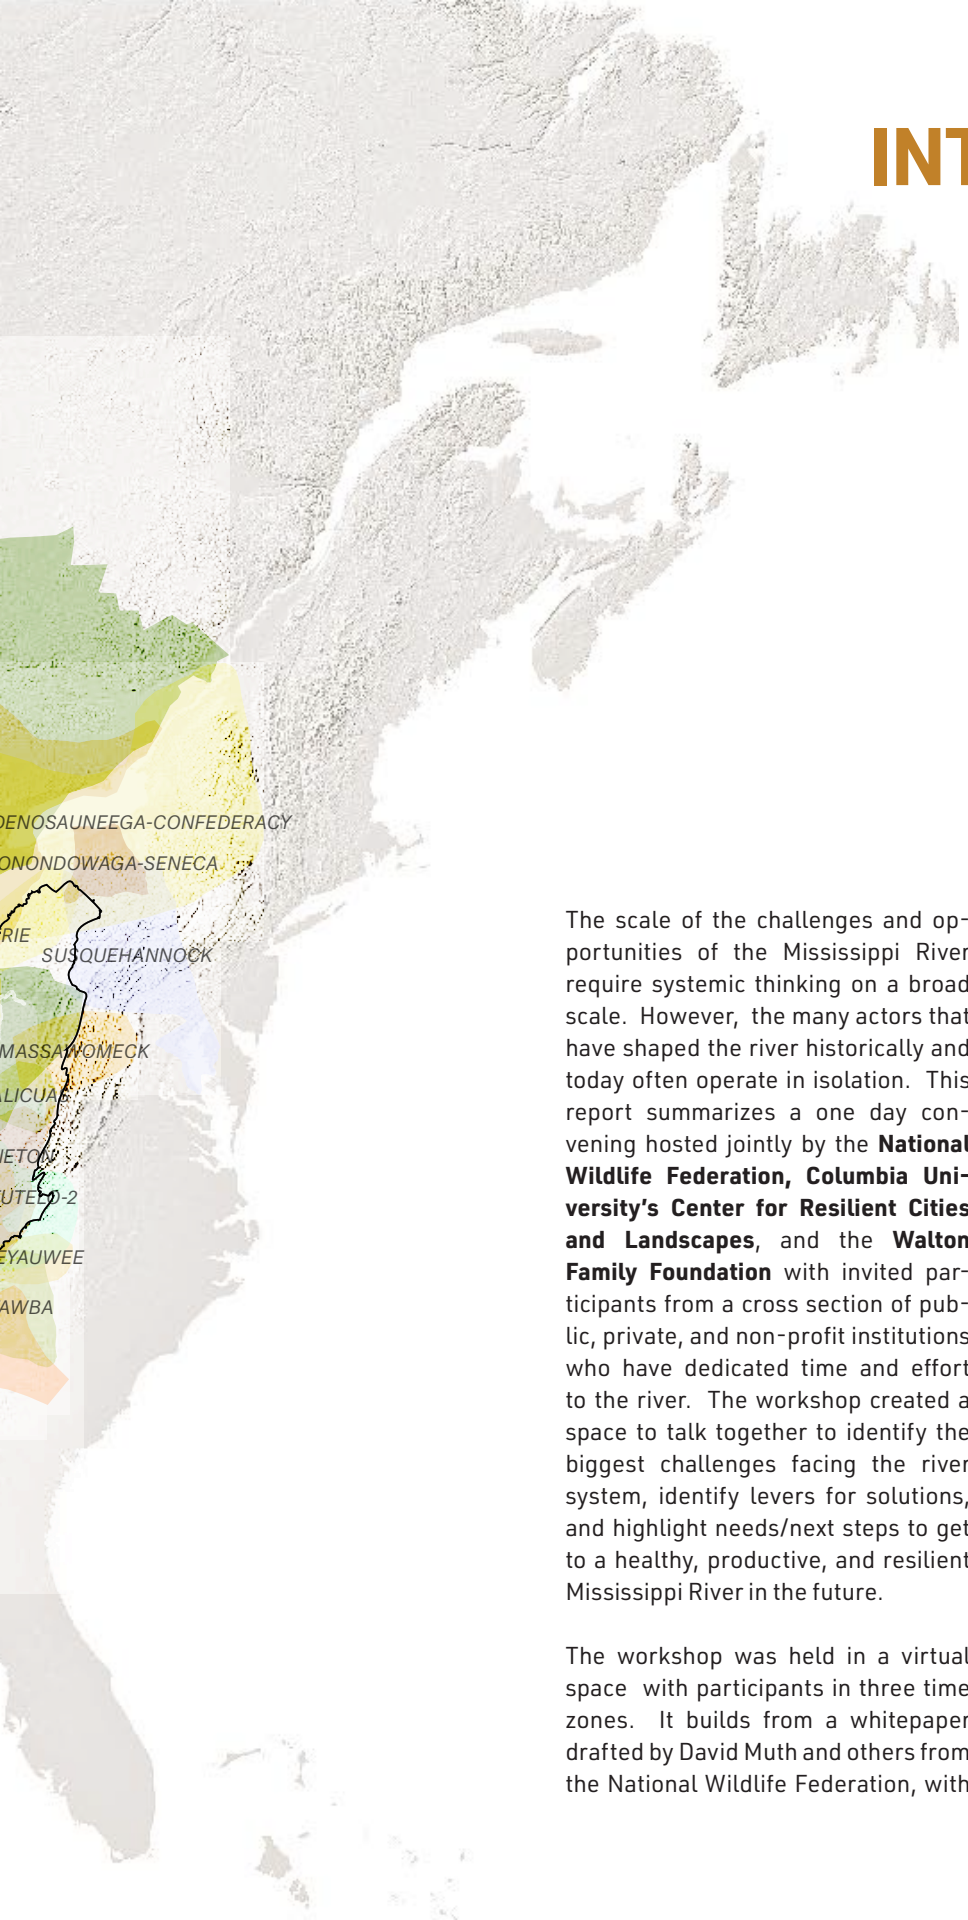 INT
DENOSAUNEEGA-CONFEDERACY
ONONDOWAGA-SENECA
RIE
SUSQUEHANNOCK
MASSAWOMECK
ALICUAS
IETON
TUTELO-2
EYAUWEE
AWBA
The scale of the challenges and op-
portunities of the Mississippi River
require systemic thinking on a broad
scale. However, the many actors that
have shaped the river historically and
today often operate in isolation. This
report summarizes a one day con-
vening hosted jointly by the National
Wildlife Federation, Columbia Uni-
versity's Center for Resilient Cities
and Landscapes, and the Walton
Family Foundation with invited par-
ticipants from a cross section of pub-
lic, private, and non-profit institutions
who have dedicated time and effort
to the river. The workshop created a
space to talk together to identify the
biggest challenges facing the river
system, identify levers for solutions,
and highlight needs/next steps to get
to a healthy, productive, and resilient
Mississippi River in the future.
The workshop was held in a virtual
space with participants in three time
zones. It builds from a whitepaper
drafted by David Muth and others from
the National Wildlife Federation, with